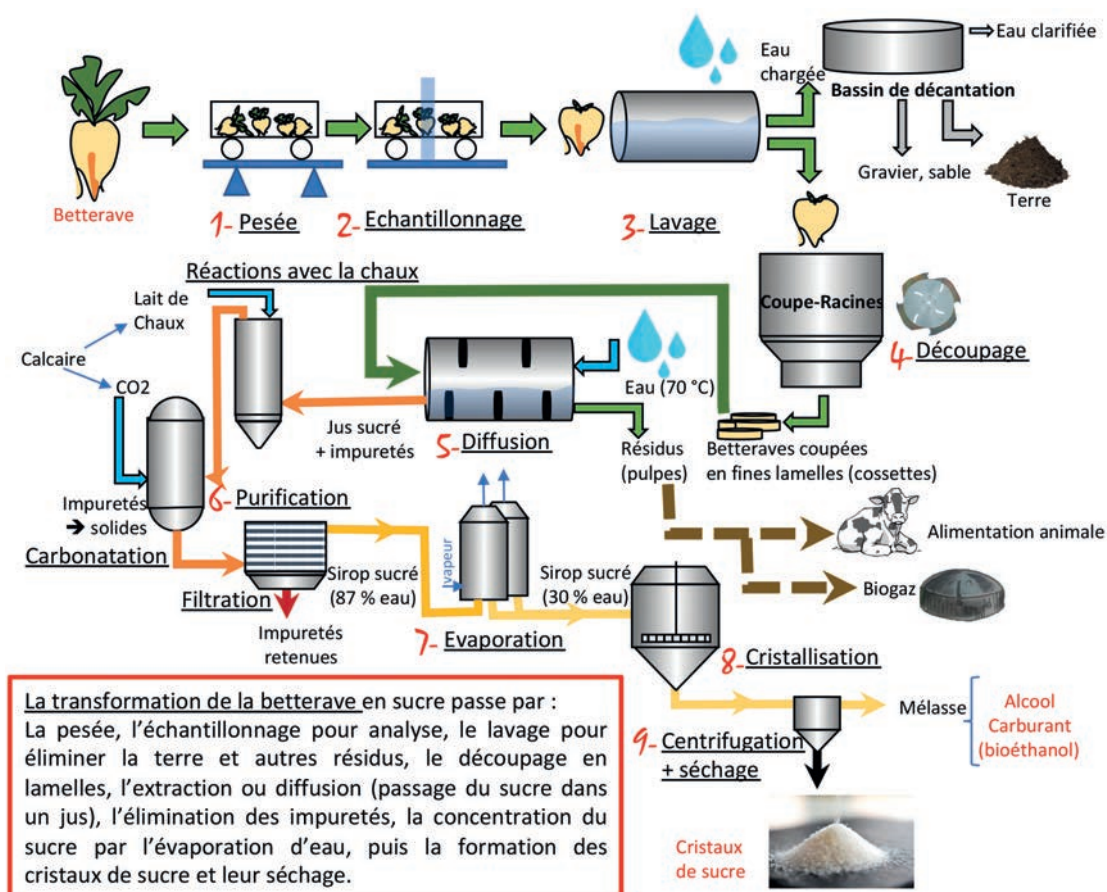 Betterave
1- Pesée
2- Echantillonnage
3- Lavage
Eau
chargée
Eau clarifiée
Bassin de décantation
Gravier, sable
Terre
Coupe-Racines
4- Découpage
Betteraves coupées
en fines lamelles (cossettes)
Réactions avec la chaux
Lait de
Chaux
Calcaire
CO2
Eau (70 °C)
5- Diffusion
Jus sucré
+ impuretés
Résidus
(pulpes)
Alimentation animale
Biogaz
6- Purification
Impuretés
➔ solides
Carbonatation
Filtration
Impuretés
retenues
Sirop sucré
(87 % eau)
vapeur
7- Evaporation
Sirop sucré
(30 % eau)
8- Cristallisation
9- Centrifugation
+ séchage
Mélasse
Alcool
Carburant
(bioéthanol)
Cristaux
de sucre
La transformation de la betterave en sucre passe par :
La pesée, l’échantillonnage pour analyse, le lavage pour
éliminer la terre et autres résidus, le découpage en
lamelles, l’extraction ou diffusion (passage du sucre dans
un jus), l’élimination des impuretés, la concentration du
sucre par l’évaporation d’eau, puis la formation des
cristaux de sucre et leur séchage.